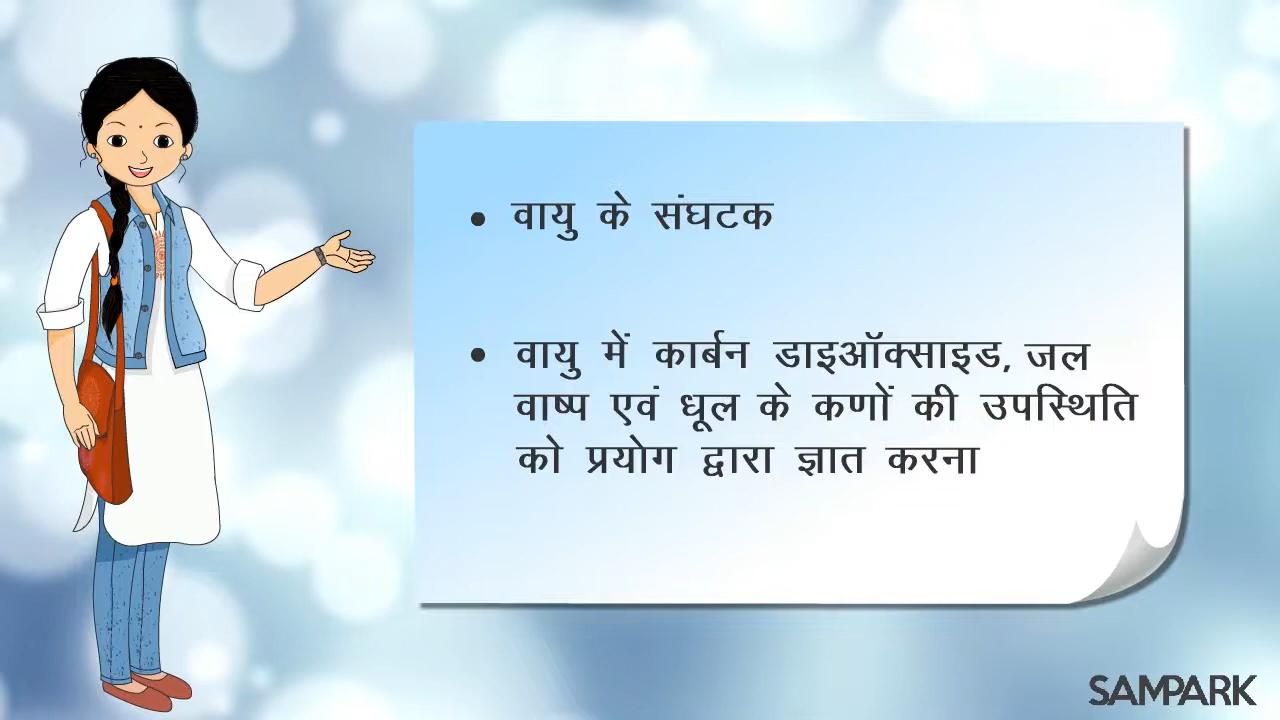 • वायु के संघटक
• वायु में कार्बन डाइऑक्साइड, जल
वाष्प एवं धूल के कणों की उपस्थिति
को प्रयोग द्वारा ज्ञात करना
SAMPARK